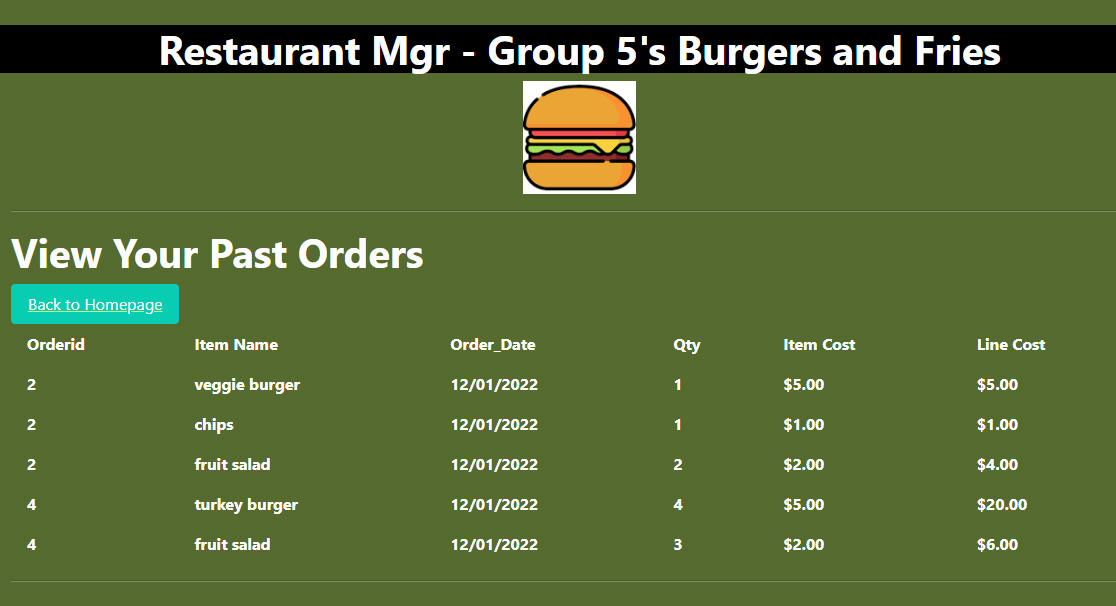 Restaurant Mgr - Group 5's Burgers and Fries
View Your Past Orders
Back to Homepage
Orderid Item Name Order_Date Qty Item Cost Line Cost
2 veggie burger 12/01/2022 1 $5.00 $5.00
2 chips 12/01/2022 1 $1.00 $1.00
2 fruit salad 12/01/2022 2 $2.00 $4.00
4 turkey burger 12/01/2022 4 $5.00 $20.00
4 fruit salad 12/01/2022 3 $2.00 $6.00